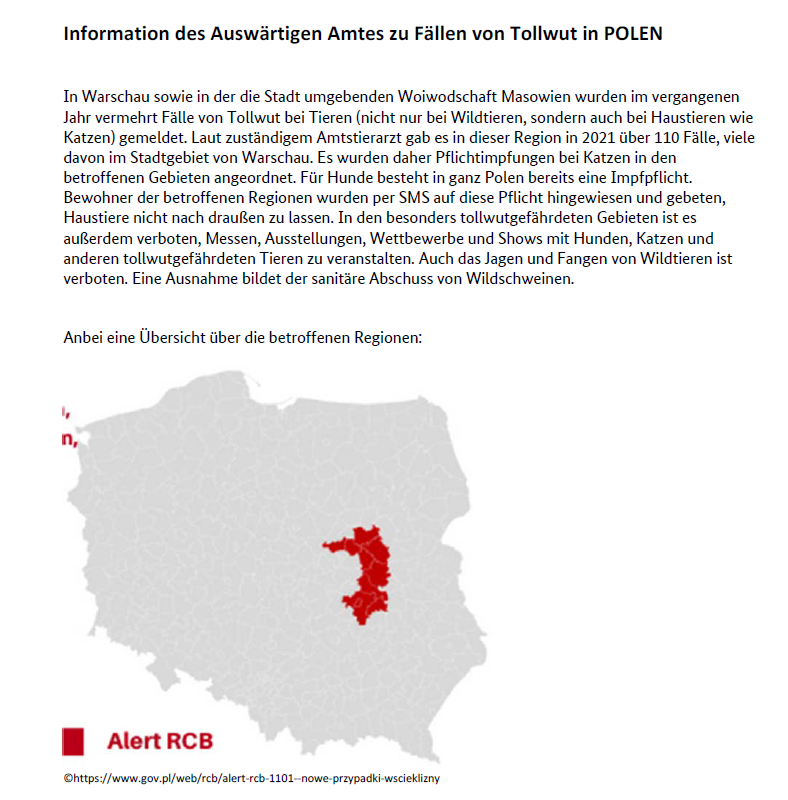 Information des Auswärtigen Amtes zu Fällen von Tollwut in POLEN
In Warschau sowie in der die Stadt umgebenden Woiwodschaft Masowien wurden im vergangenen
Jahr vermehrt Fälle von Tollwut bei Tieren (nicht nur bei Wildtieren, sondern auch bei Haustieren wie
Katzen) gemeldet. Laut zuständigem Amtstierarzt gab es in dieser Region in 2021 über 110 Fälle, viele
davon im Stadtgebiet von Warschau. Es wurden daher Pflichtimpfungen bei Katzen in den
betroffenen Gebieten angeordnet. Für Hunde besteht in ganz Polen bereits eine Impfpflicht.
Bewohner der betroffenen Regionen wurden per SMS auf diese Pflicht hingewiesen und gebeten,
Haustiere nicht nach draußen zu lassen. In den besonders tollwutgefährdeten Gebieten ist es
außerdem verboten, Messen, Ausstellungen, Wettbewerbe und Shows mit Hunden, Katzen und
anderen tollwutgefährdeten Tieren zu veranstalten. Auch das Jagen und Fangen von Wildtieren ist
verboten. Eine Ausnahme bildet der sanitäre Abschuss von Wildschweinen.
Anbei eine Übersicht über die betroffenen Regionen:
n,
Alert RCB
©https://www.gov.pl/web/rcb/alert-rcb-1101--nowe-przypadki-wscieklizny